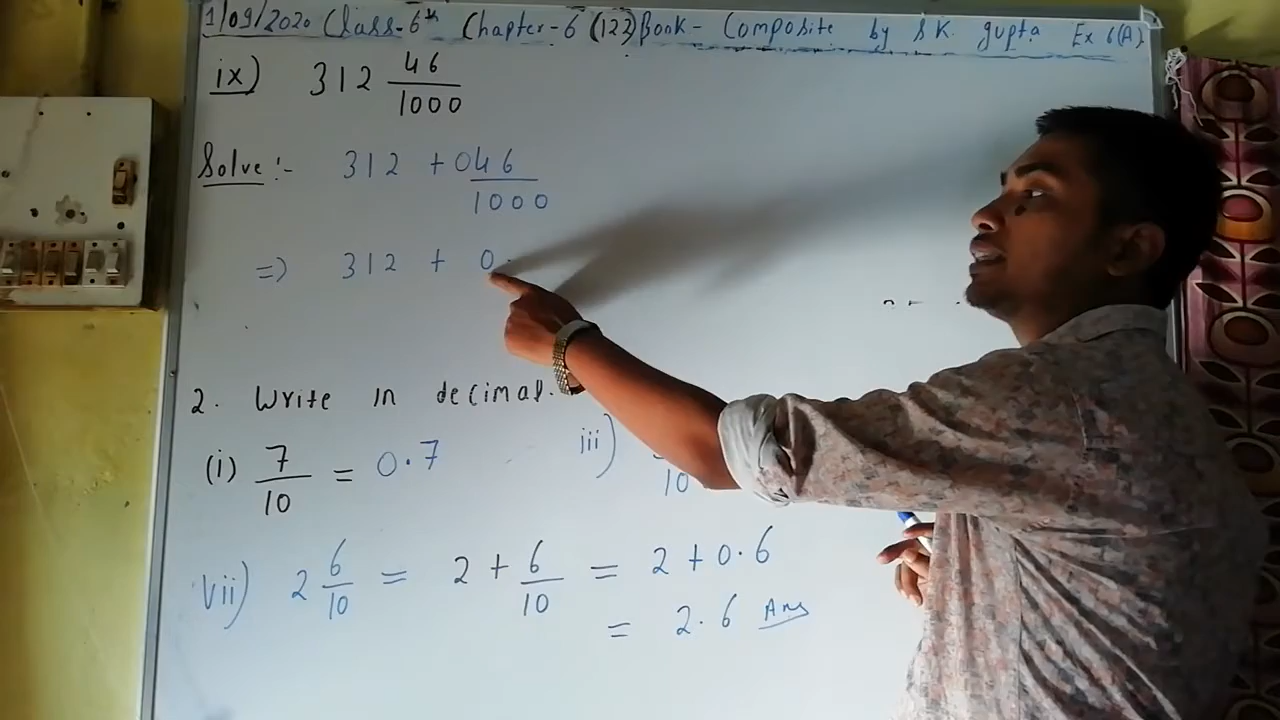 1/09/2020 Class-6th Chapter-6 (122) Book- Composite by S.K. gupta Ex 6(A)
ix) 312 46/1000
Solve:- 312 + 046/1000
=) 312 + 0.
2. Write in decimal.
(i) 7/10 = 0.7
iii) /10
vii) 2 6/10 = 2 + 6/10 = 2 + 0.6
= 2.6 Ans